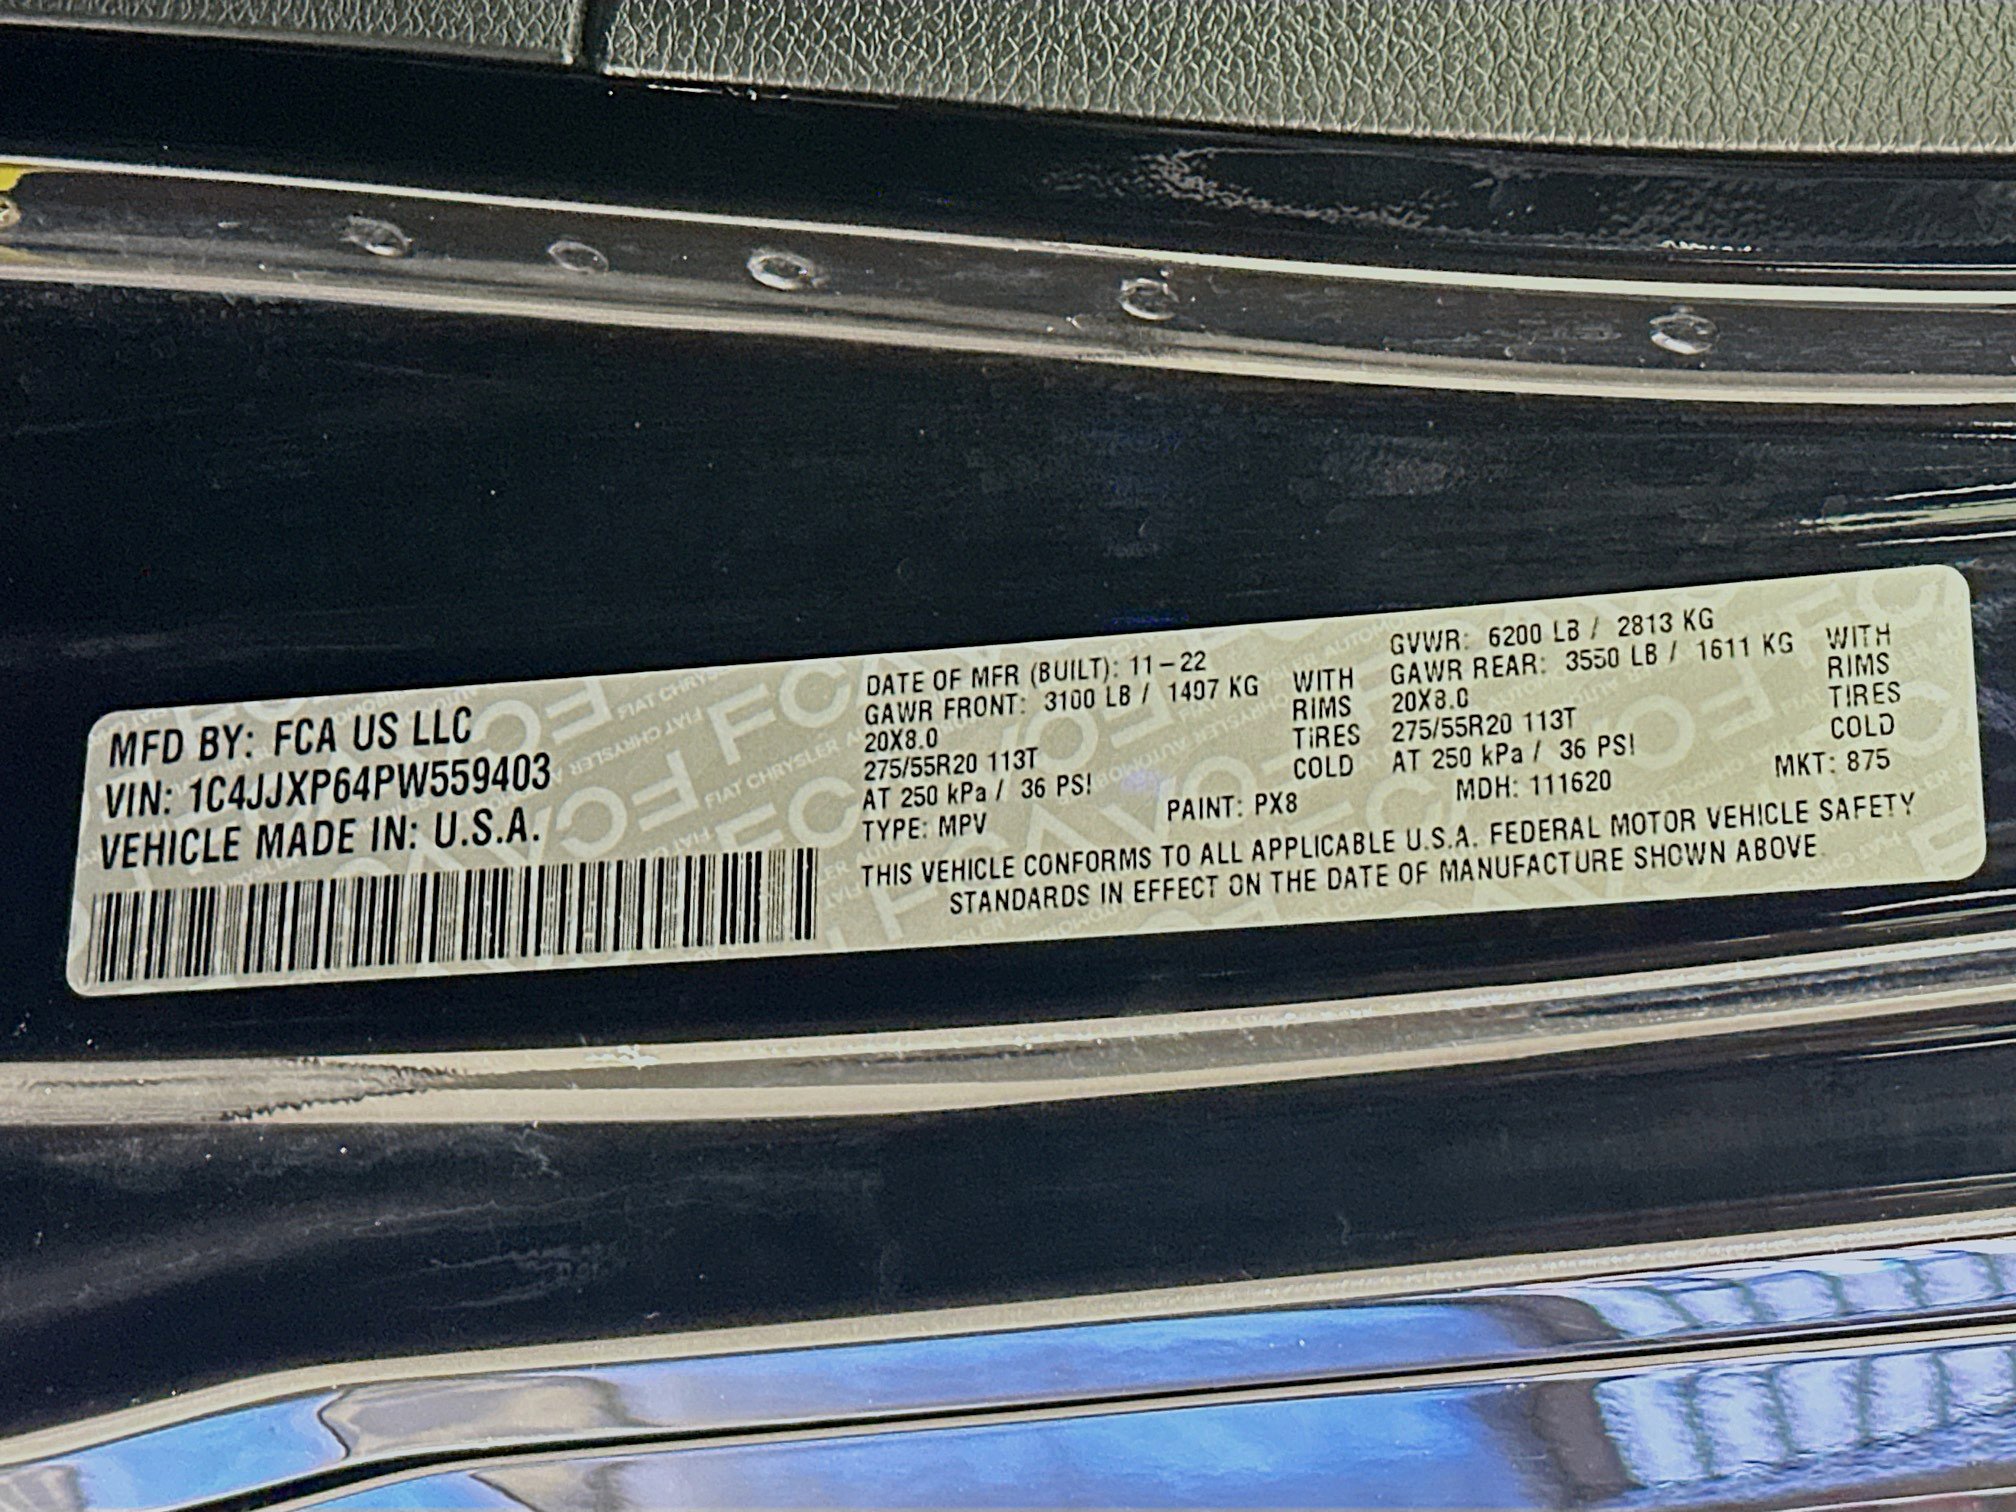 MFD BY: FCA US LLC
VIN: 1C4JJXP64PW559403
VEHICLE MADE IN: U.S.A.
DATE OF MFR (BUILT): 11-22
GAWR FRONT: 3100 LB / 1407 KG WITH
20X8.0 RIMS
275/55R20 113T TIRES
AT 250 kPa / 36 PSI COLD
TYPE: MPV PAINT: PX8
GVWR: 6200 LB / 2813 KG
GAWR REAR: 3550 LB / 1611 KG WITH
20X8.0 RIMS
275/55R20 113T TIRES
AT 250 kPa / 36 PSI COLD
MDH: 111620 MKT: 875
THIS VEHICLE CONFORMS TO ALL APPLICABLE U.S.A. FEDERAL MOTOR VEHICLE SAFETY
STANDARDS IN EFFECT ON THE DATE OF MANUFACTURE SHOWN ABOVE.